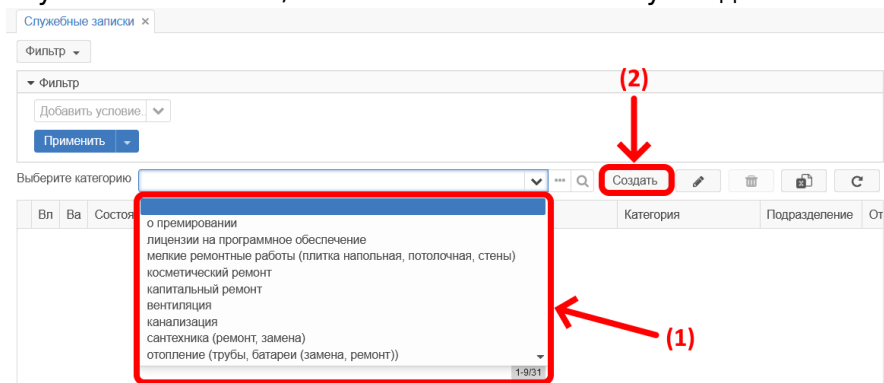 Служебные записки ×
Фильтр
Фильтр
(2)
Добавить условие.
Применить
Выберите категорию
Создать
Вл Ва Категория Подразделение
о премировании
лицензии на программное обеспечение
мелкие ремонтные работы (плитка напольная, потолочная, стены)
косметический ремонт
капитальный ремонт
вентиляция
канализация
сантехника (ремонт, замена)
(1)
отопление (трубы, батареи (замена, ремонт))
1-9/31